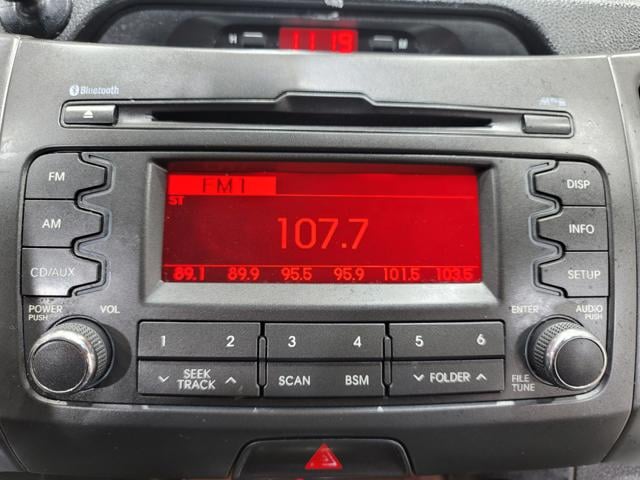 H 11:19 M
Bluetooth
FM1
ST
107.7
89.1 89.9 95.5 95.9 101.5 103.5
FM
AM
CD/AUX
DISP
INFO
SETUP
POWER
PUSH
VOL
ENTER
AUDIO
PUSH
1 2 3 4 5 6
SEEK
TRACK
SCAN
BSM
FOLDER
FILE
TUNE